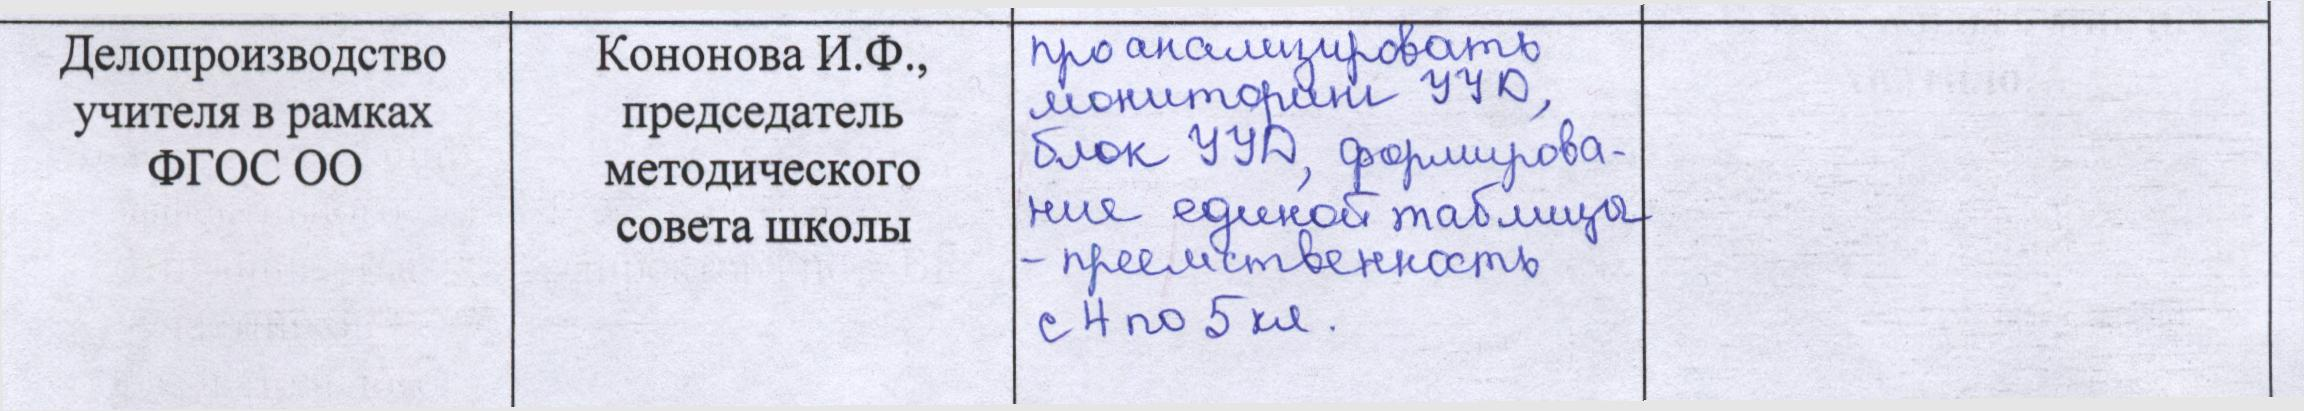 Делопроизводство
учителя в рамках
ФГОС ОО
Кононова И.Ф.,
председатель
методического
совета школы
проанализировать
мониторинг УУД,
блок УУД, формирова-
ние единой таблицы
- преемственность
с 4 по 5 кл.